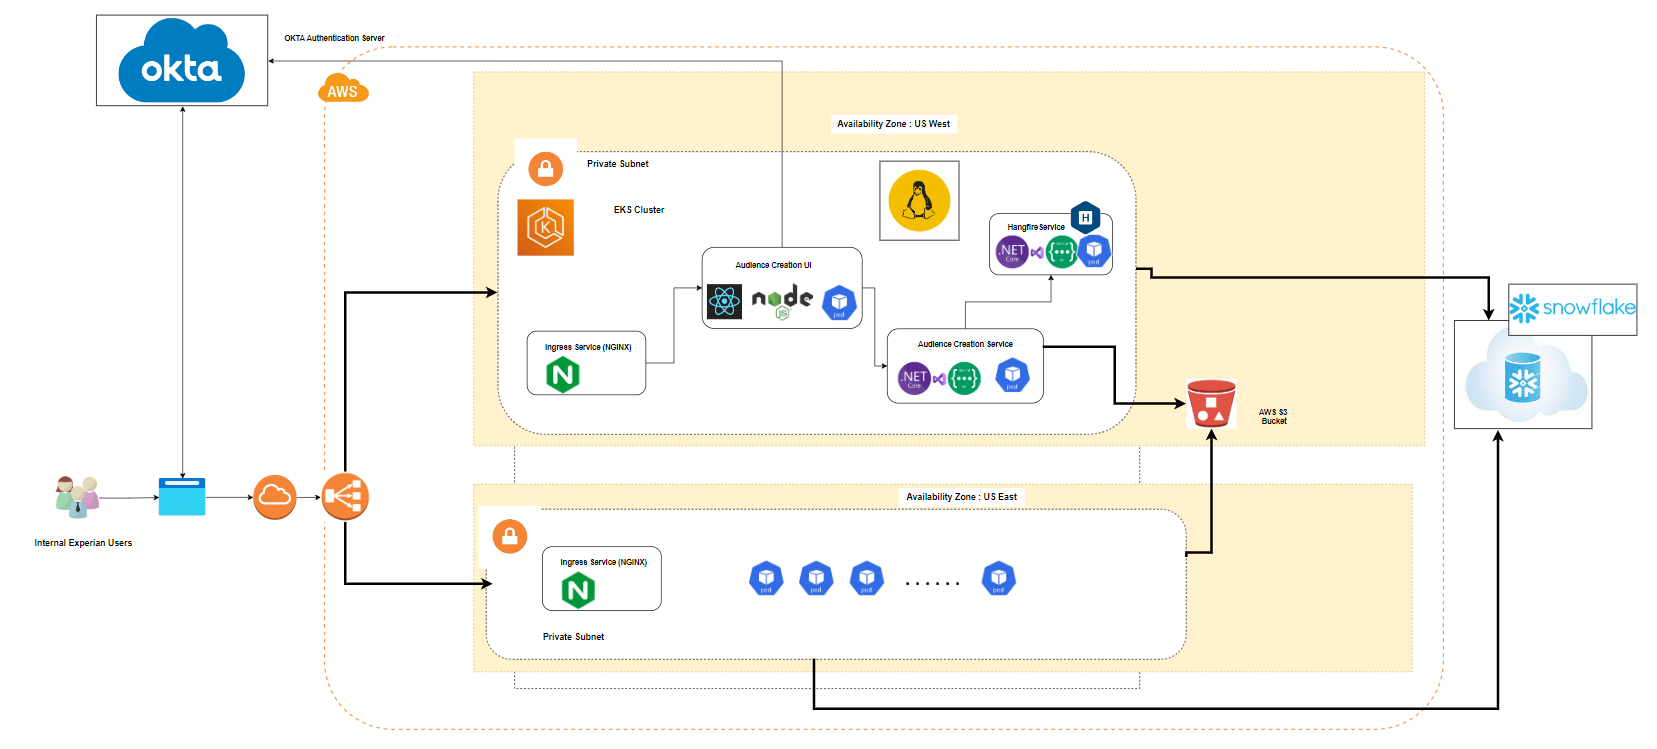 OKTA Authentication Server
okta
AWS
Availability Zone : US West
Private Subnet
EKS Cluster
K
H
Hangfire Service
.NET
Core
pod
Audience Creation UI
node
JS
pod
Ingress Service (NGINX)
N
Audience Creation Service
.NET
Core
pod
snowflake
AWS S3
Bucket
Availability Zone : US East
Internal Experian Users
Ingress Service (NGINX)
N
pod
pod
pod
......
pod
Private Subnet